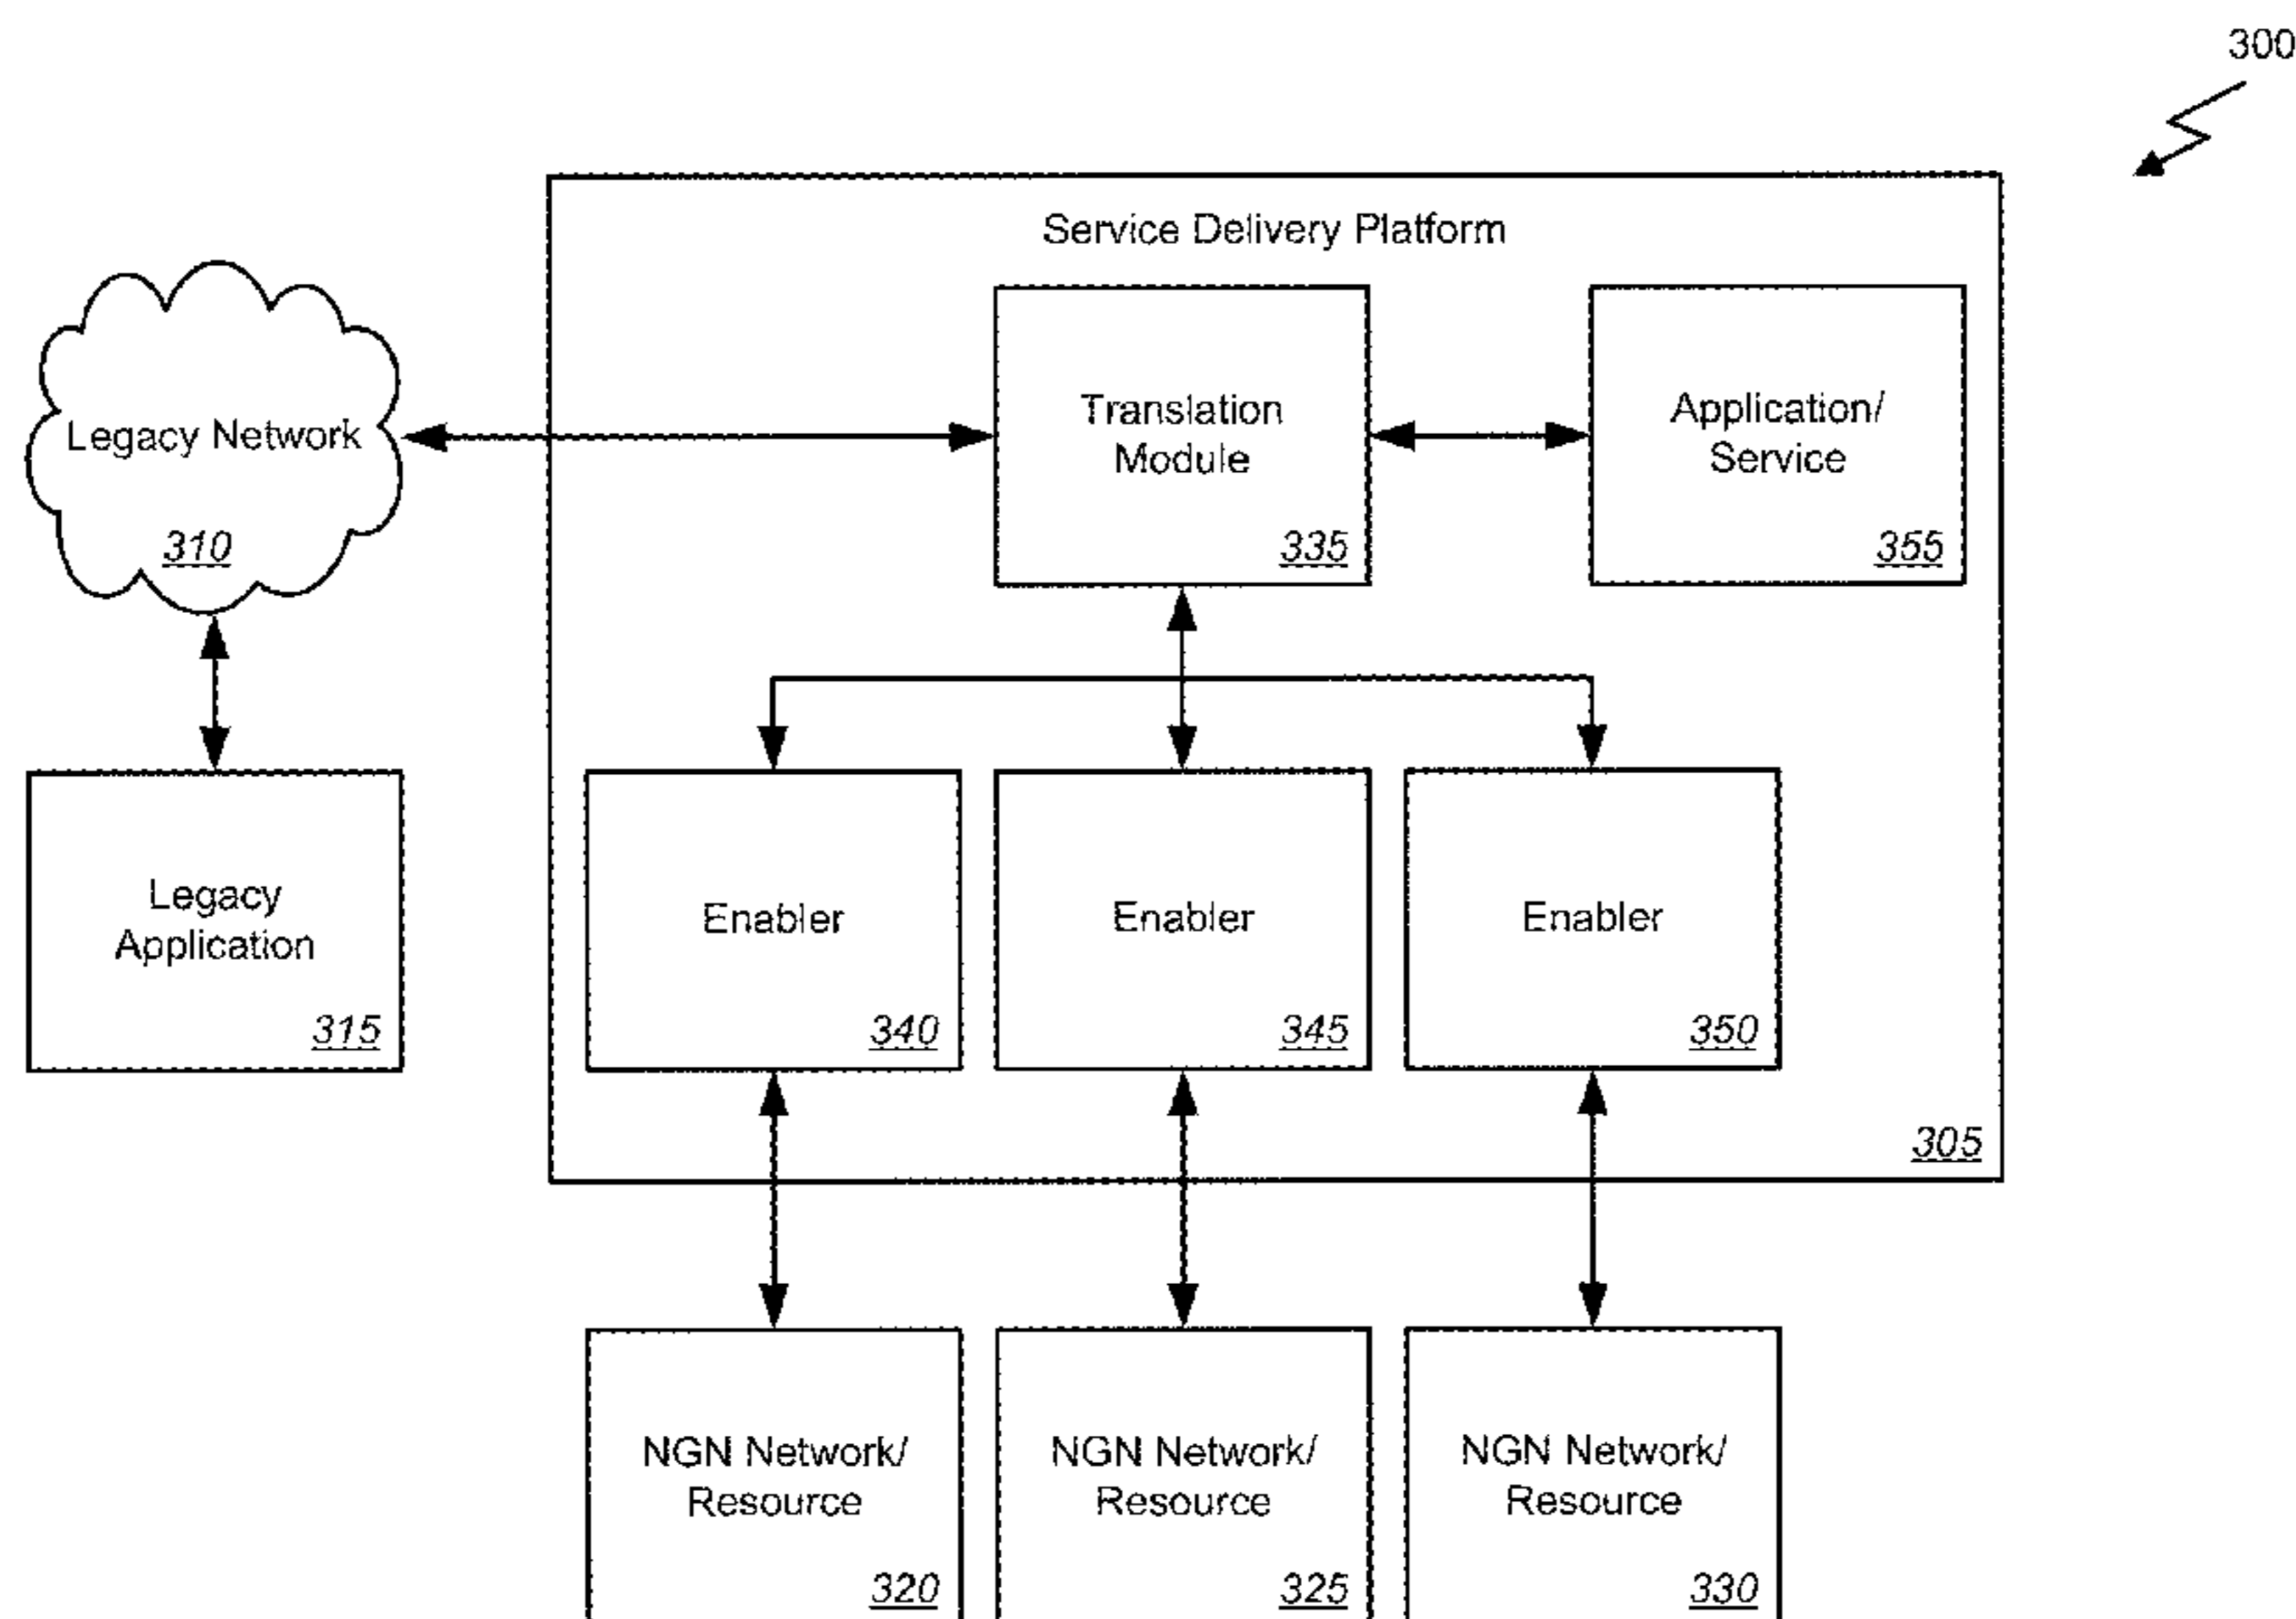 300
Service Delivery Platform
Legacy Network
310
Translation
Module
335
Application/
Service
355
Legacy
Application
315
Enabler
340
Enabler
345
Enabler
350
305
NGN Network/
Resource
320
NGN Network/
Resource
325
NGN Network/
Resource
330